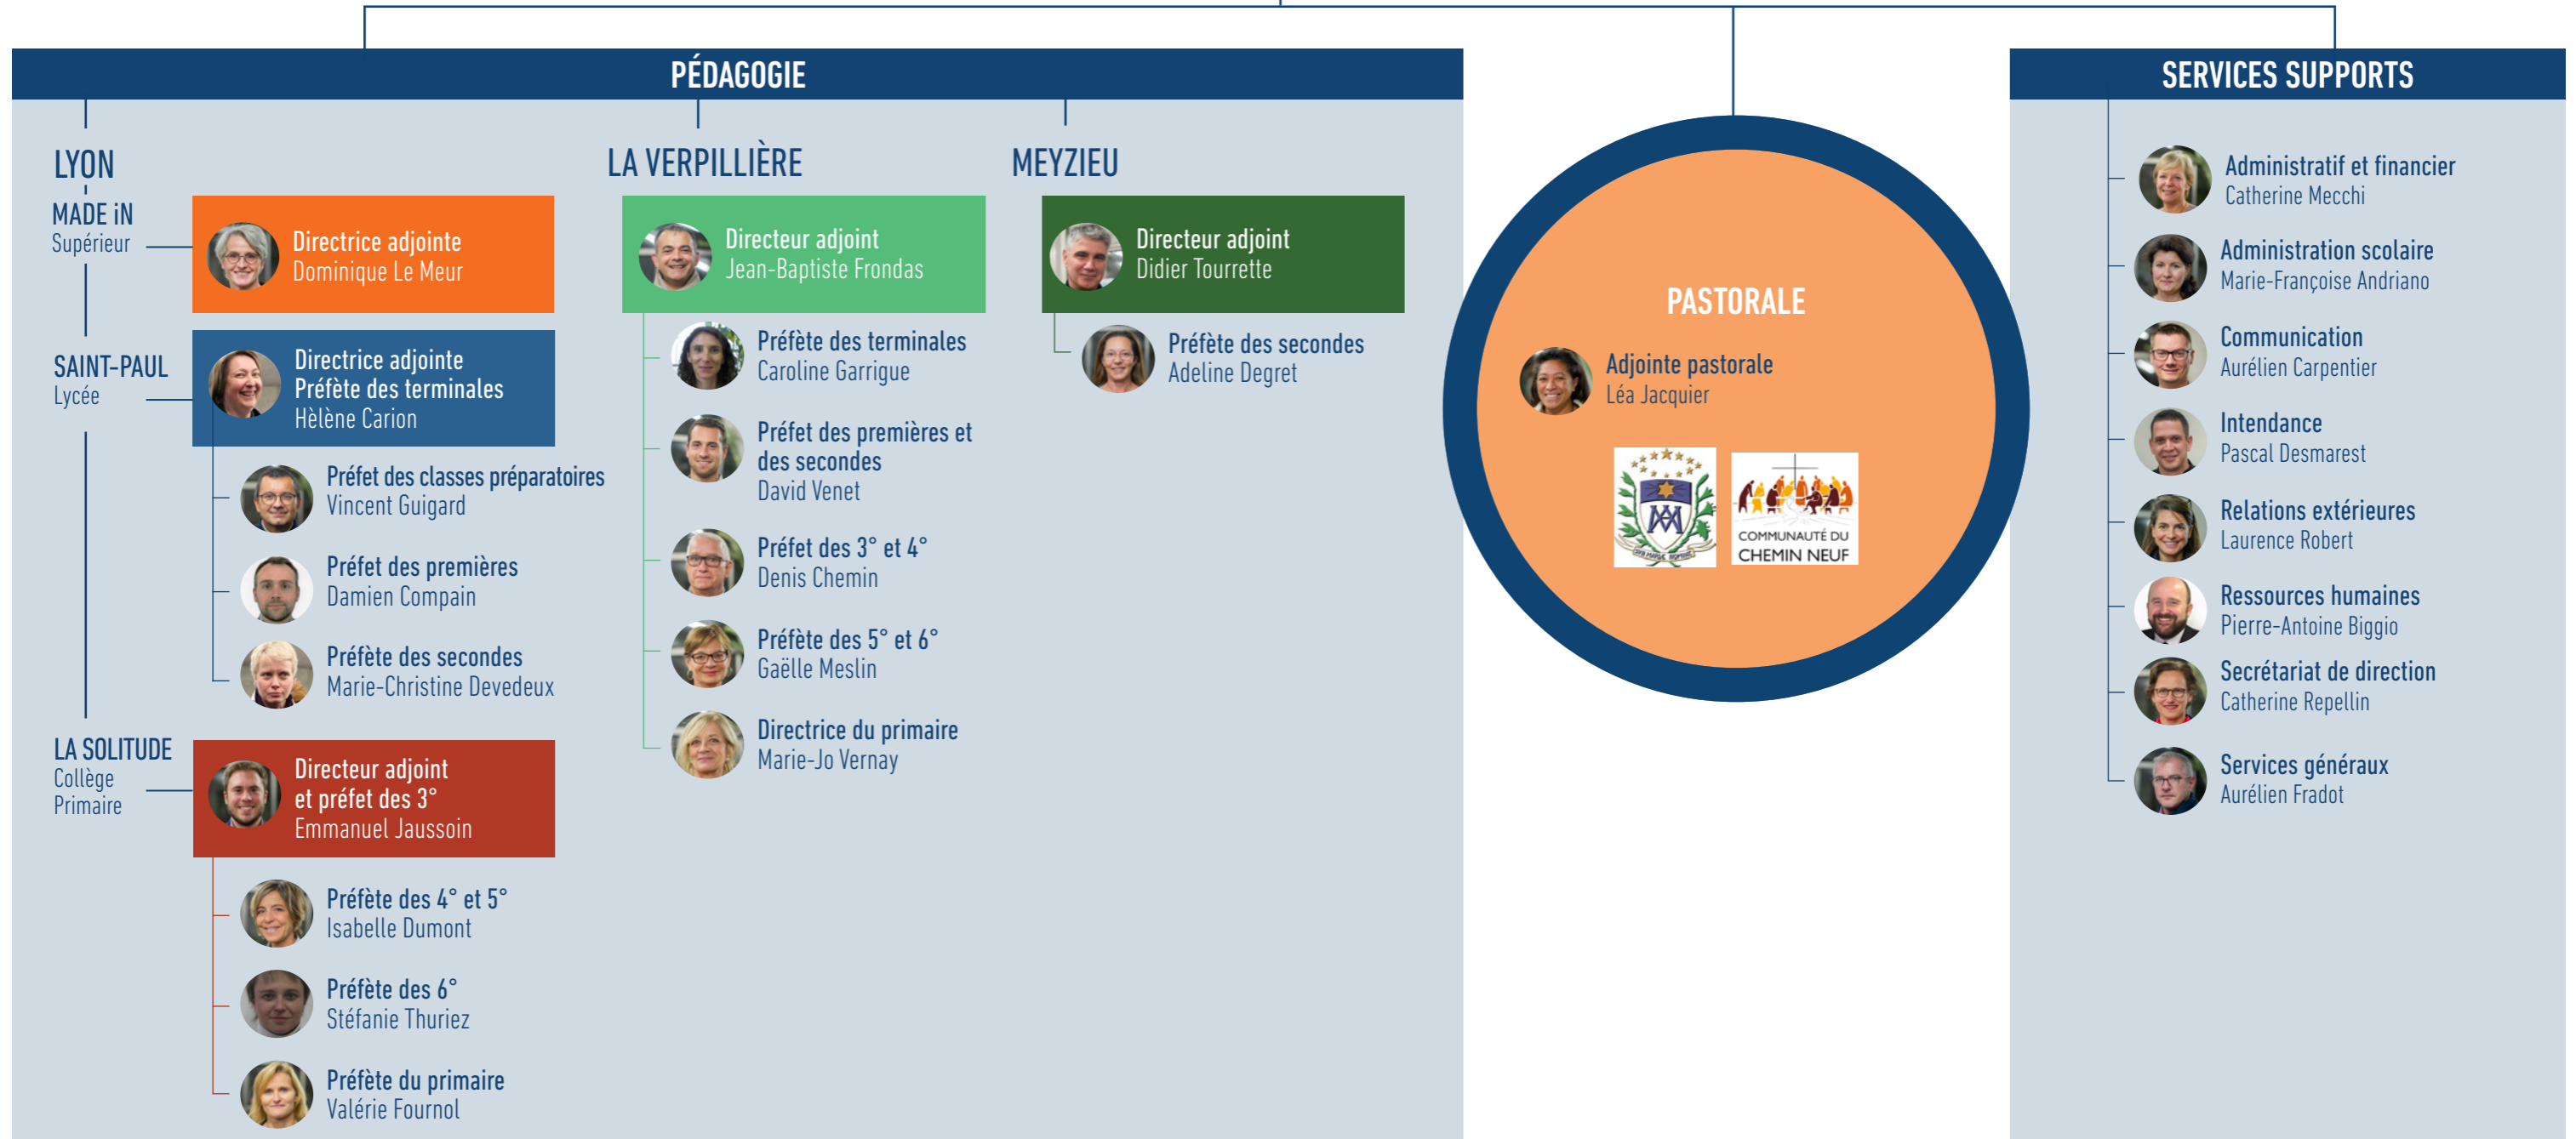 PÉDAGOGIE
LYON
MADE iN
Supérieur
Directrice adjointe
Dominique Le Meur
SAINT-PAUL
Lycée
Directrice adjointe
Préfète des terminales
Hèlène Carion
Préfet des classes préparatoires
Vincent Guigard
Préfet des premières
Damien Compain
Préfète des secondes
Marie-Christine Devedeux
LA SOLITUDE
Collège
Primaire
Directeur adjoint
et préfet des 3°
Emmanuel Jaussoin
Préfète des 4° et 5°
Isabelle Dumont
Préfète des 6°
Stéfanie Thuriez
Préfète du primaire
Valérie Fournol
LA VERPILLIÈRE
Directeur adjoint
Jean-Baptiste Frondas
Préfète des terminales
Caroline Garrigue
Préfet des premières et
des secondes
David Venet
Préfet des 3° et 4°
Denis Chemin
Préfète des 5° et 6°
Gaëlle Meslin
Directrice du primaire
Marie-Jo Vernay
MEYZIEU
Directeur adjoint
Didier Tourrette
Préfète des secondes
Adeline Degret
PASTORALE
Adjointe pastorale
Léa Jacquier
SUB MARIÆ NOMINE
COMMUNAUTÉ DU
CHEMIN NEUF
SERVICES SUPPORTS
Administratif et financier
Catherine Mecchi
Administration scolaire
Marie-Françoise Andriano
Communication
Aurélien Carpentier
Intendance
Pascal Desmarest
Relations extérieures
Laurence Robert
Ressources humaines
Pierre-Antoine Biggio
Secrétariat de direction
Catherine Repellin
Services généraux
Aurélien Fradot